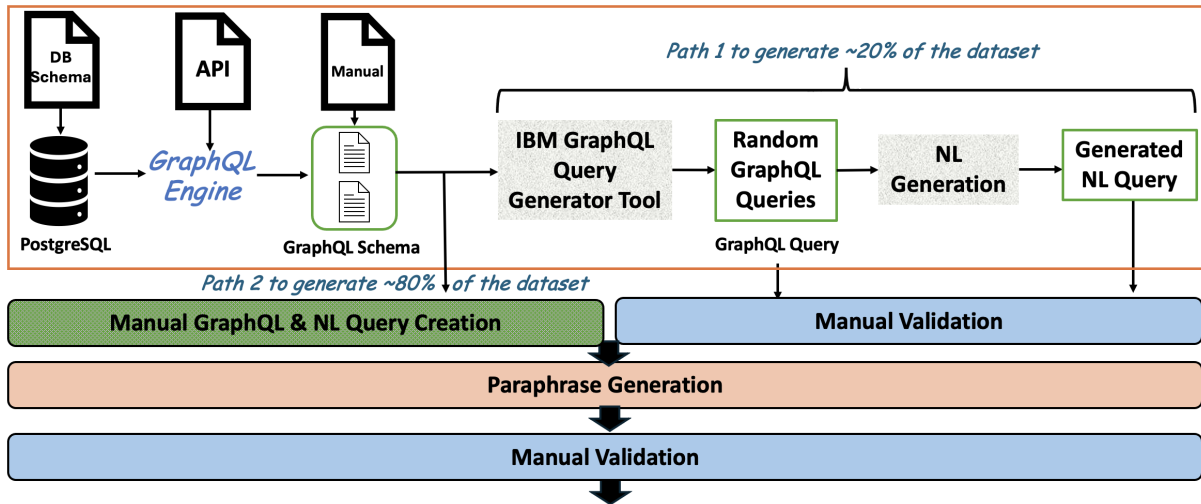 DB
Schema
API
Manual
Path 1 to generate ~20% of the dataset
GraphQL
Engine
IBM GraphQL
Query
Generator Tool
Random
GraphQL
Queries
NL
Generation
Generated
NL Query
PostgreSQL
GraphQL Schema
GraphQL Query
Path 2 to generate ~80% of the dataset
Manual GraphQL & NL Query Creation
Manual Validation
Paraphrase Generation
Manual Validation